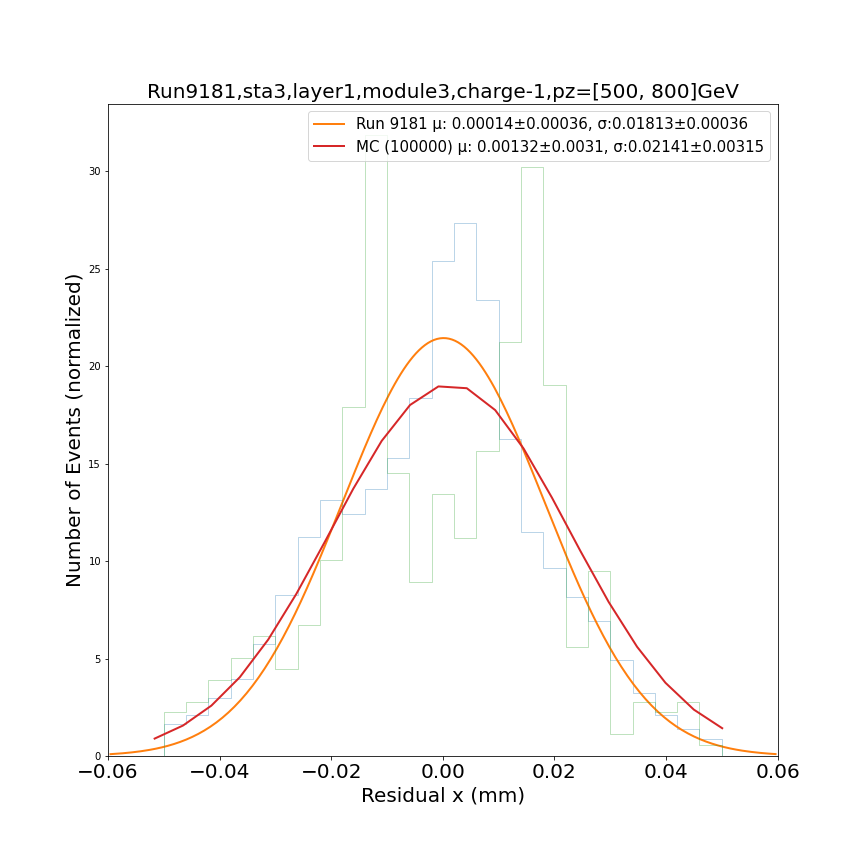 Run9181,sta3,layer1,module3,charge-1,pz=[500, 800]GeV
Run 9181 μ: 0.00014±0.00036, σ:0.01813±0.00036
MC (100000) μ: 0.00132±0.0031, σ:0.02141±0.00315
Number of Events (normalized)
30
25
20
15
10
5
0
−0.06 −0.04 −0.02 0.00 0.02 0.04 0.06
Residual x (mm)